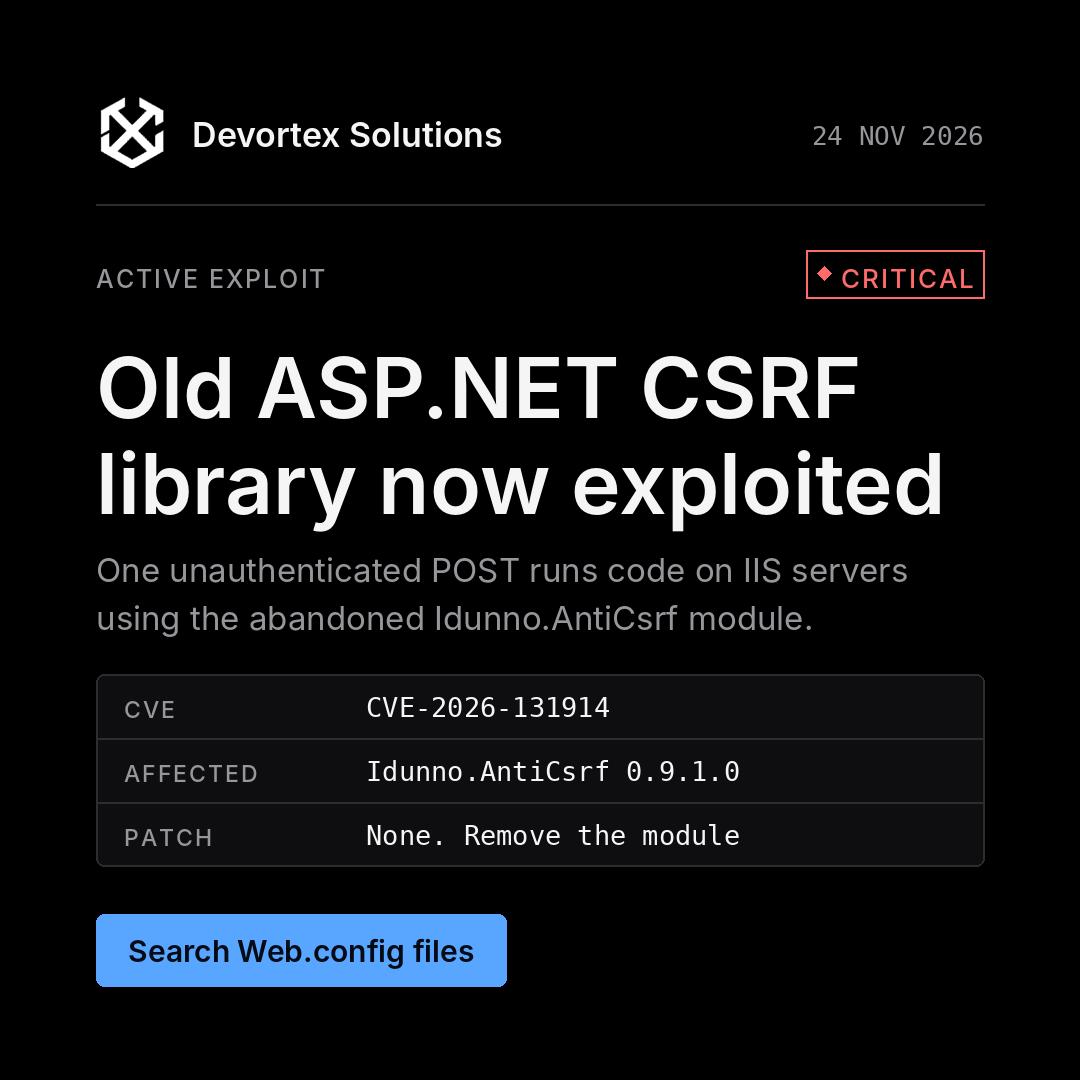 Devortex Solutions
24 NOV 2026
ACTIVE EXPLOIT
CRITICAL
Old ASP.NET CSRF
library now exploited
One unauthenticated POST runs code on IIS servers
using the abandoned Idunno.AntiCsrf module.
CVE CVE-2026-131914
AFFECTED Idunno.AntiCsrf 0.9.1.0
PATCH None. Remove the module
Search Web.config files